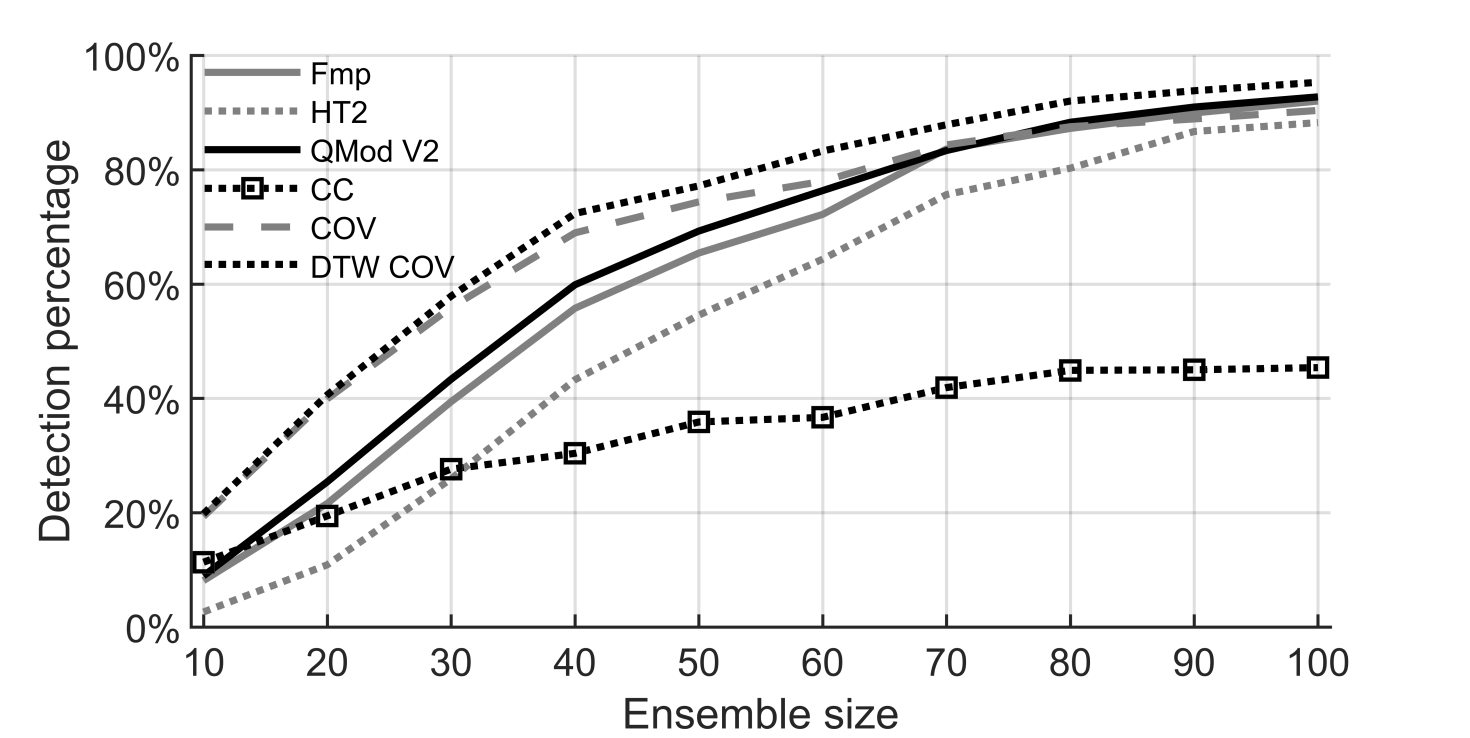 100%
80%
60%
40%
20%
0%
Detection percentage
Fmp
HT2
QMod V2
CC
COV
DTW COV
10 20 30 40 50 60 70 80 90 100
Ensemble size